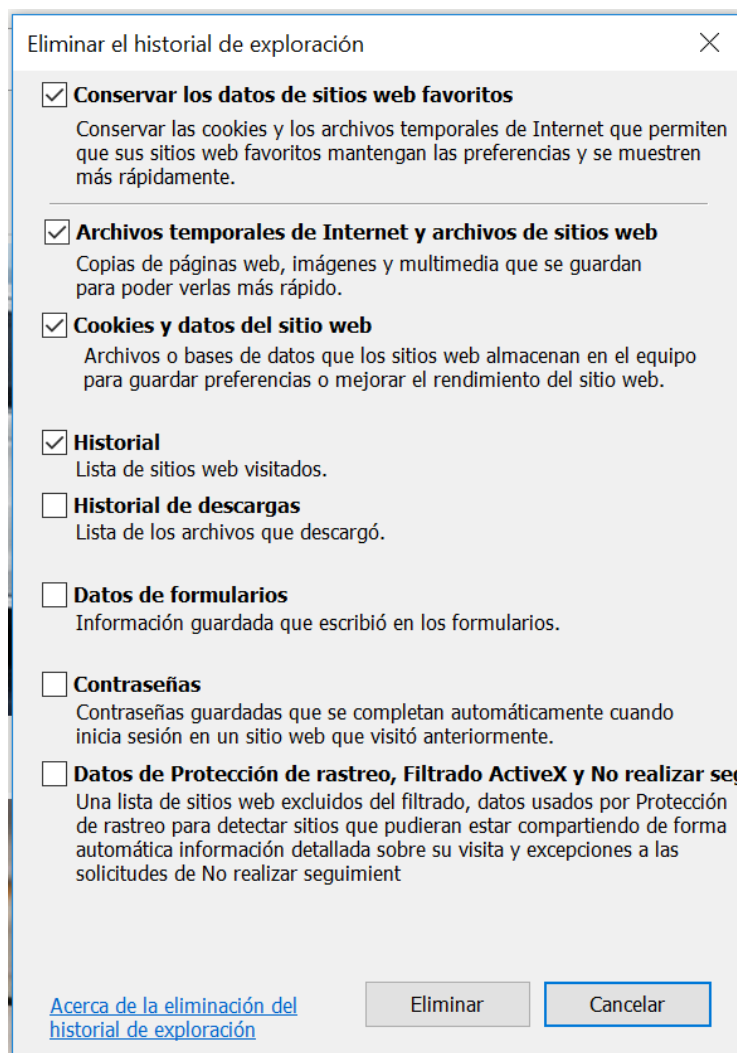 Eliminar el historial de exploración
Conservar los datos de sitios web favoritos
Conservar las cookies y los archivos temporales de Internet que permiten
que sus sitios web favoritos mantengan las preferencias y se muestren
más rápidamente.
Archivos temporales de Internet y archivos de sitios web
Copias de páginas web, imágenes y multimedia que se guardan
para poder verlas más rápido.
Cookies y datos del sitio web
Archivos o bases de datos que los sitios web almacenan en el equipo
para guardar preferencias o mejorar el rendimiento del sitio web.
Historial
Lista de sitios web visitados.
Historial de descargas
Lista de los archivos que descargó.
Datos de formularios
Información guardada que escribió en los formularios.
Contraseñas
Contraseñas guardadas que se completan automáticamente cuando
inicia sesión en un sitio web que visitó anteriormente.
Datos de Protección de rastreo, Filtrado ActiveX y No realizar seg
Una lista de sitios web excluidos del filtrado, datos usados por Protección
de rastreo para detectar sitios que pudieran estar compartiendo de forma
automática información detallada sobre su visita y excepciones a las
solicitudes de No realizar seguimient
Acerca de la eliminación del
historial de exploración
Eliminar
Cancelar